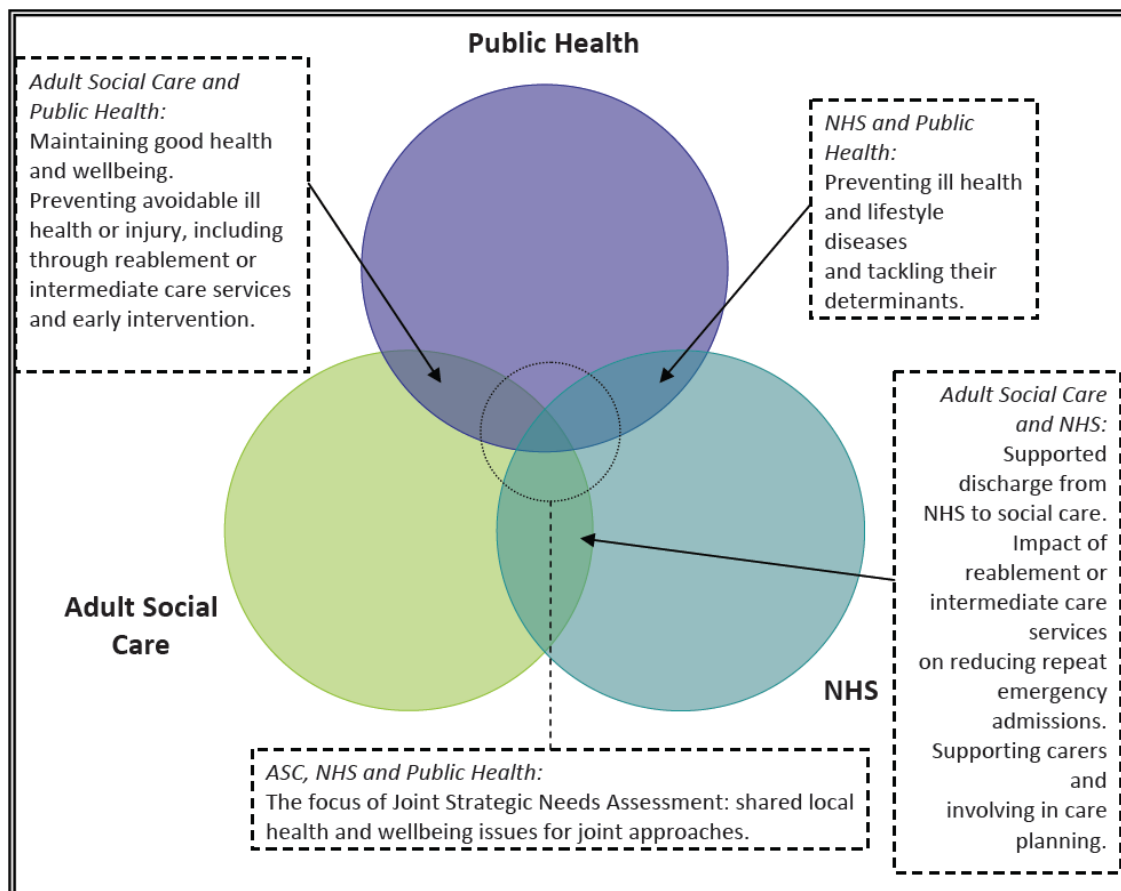 Public Health
Adult Social Care and
Public Health:
Maintaining good health
and wellbeing.
Preventing avoidable ill
health or injury, including
through reablement or
intermediate care services
and early intervention.
NHS and Public
Health:
Preventing ill health
and lifestyle
diseases
and tackling their
determinants.
Adult Social Care
and NHS:
Supported
discharge from
NHS to social care.
Impact of
reablement or
intermediate care
services
on reducing repeat
emergency
admissions.
Supporting carers
and
involving in care
planning.
Adult Social
Care
NHS
ASC, NHS and Public Health:
The focus of Joint Strategic Needs Assessment: shared local
health and wellbeing issues for joint approaches.